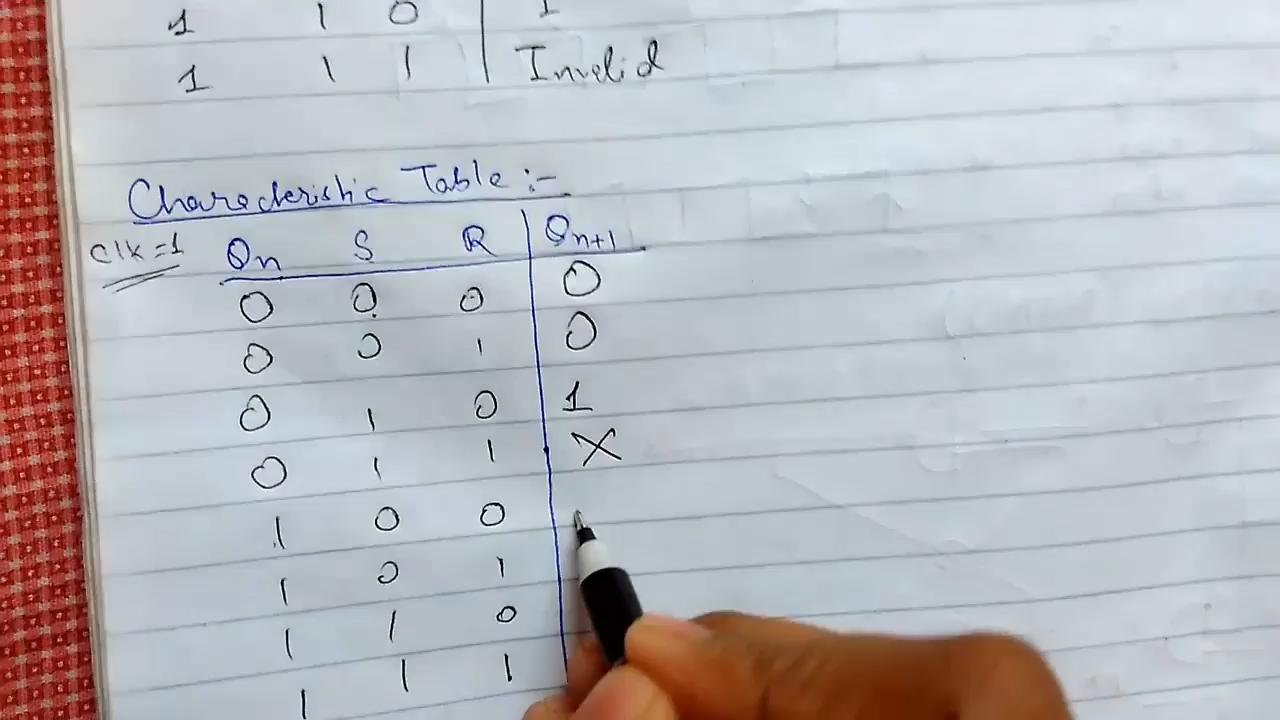 1 1 0 1
1 1 1 Invalid
Characteristic Table :-
Clk=1 Qn S R Qn+1
0 0 0 0
0 0 1 0
0 1 0 1
0 1 1 X
1 0 0
1 0 1
1 1 0
1 1 1